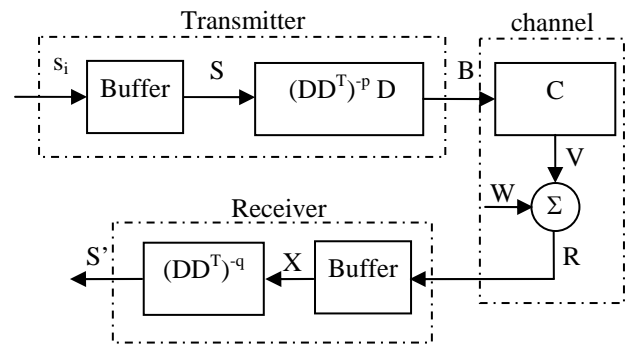 Transmitter
channel
s_i
Buffer
S
(DD^T)^-p D
B
C
V
W
Σ
R
Receiver
S'
(DD^T)^-q
X
Buffer